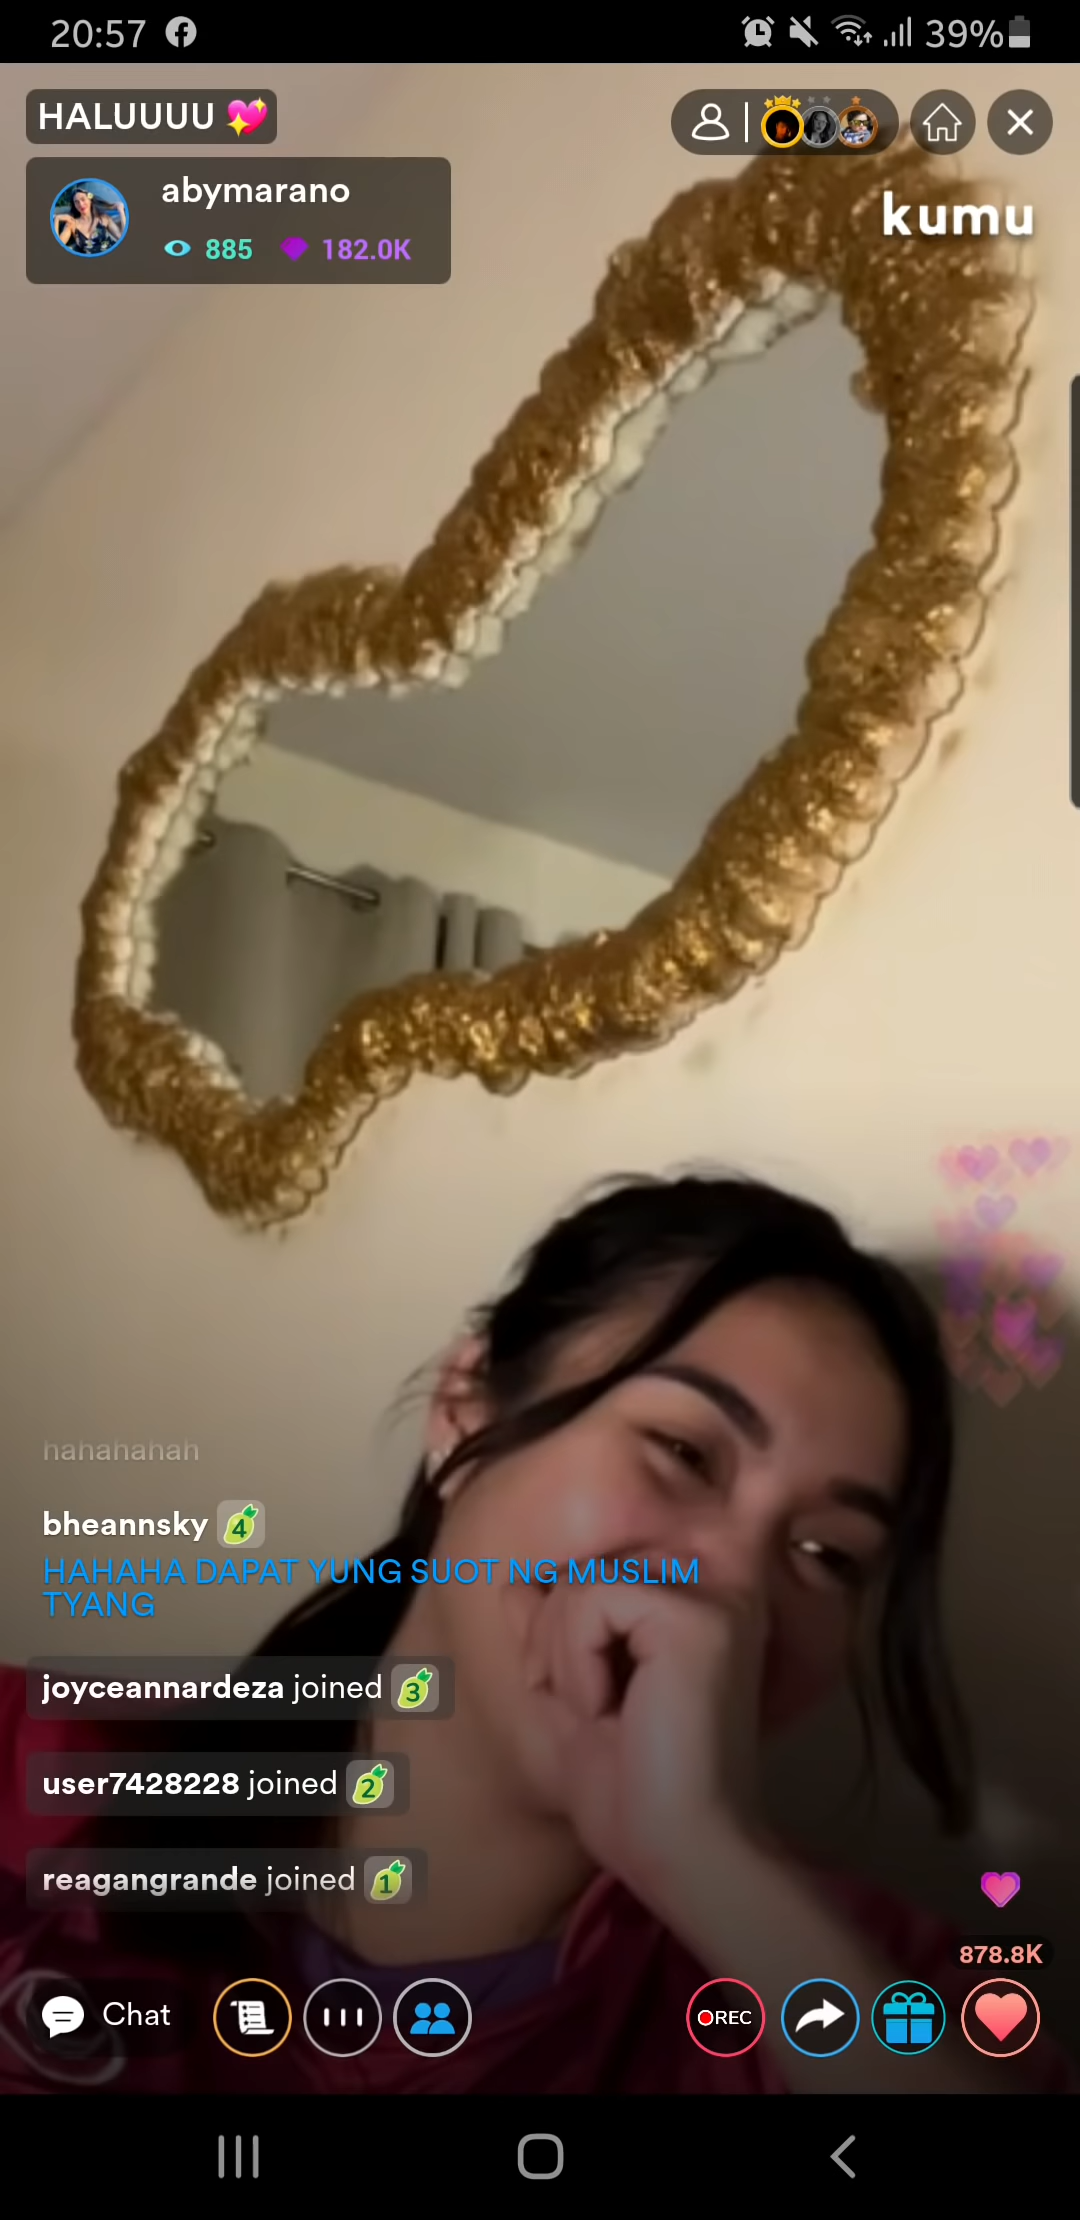 20:57
39%
HALUUUU 💖
abymarano
885 182.0K
kumu
hahahahah
bheannsky 4
HAHAHA DAPAT YUNG SUOT NG MUSLIM
TYANG
joyceannardeza joined 3
user7428228 joined 2
reagangrande joined 1
878.8K
Chat
REC